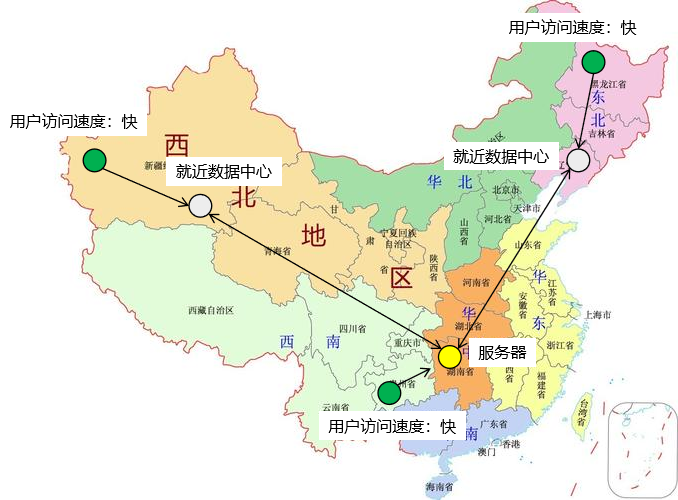 用户访问速度：快
黑龙江省
东
北
用户访问速度：快
吉林省
西
新疆维
就近数据中心
就近数据中心
华 北
北京市
天津市
北
甘
河北省
山西省
地
宁夏回族
自治区
肃
省
陕西省
山东省
青海省
区
河南省
华
东
江苏省
安徽省
西藏自治区
华
上海市
四川省
湖北省
西 南
重庆市
服务器
浙江省
中
湖南省
西省
福建省
贵州省
云南省
台湾省
用户访问速度：快
广东省
南
香港
澳门
海南省